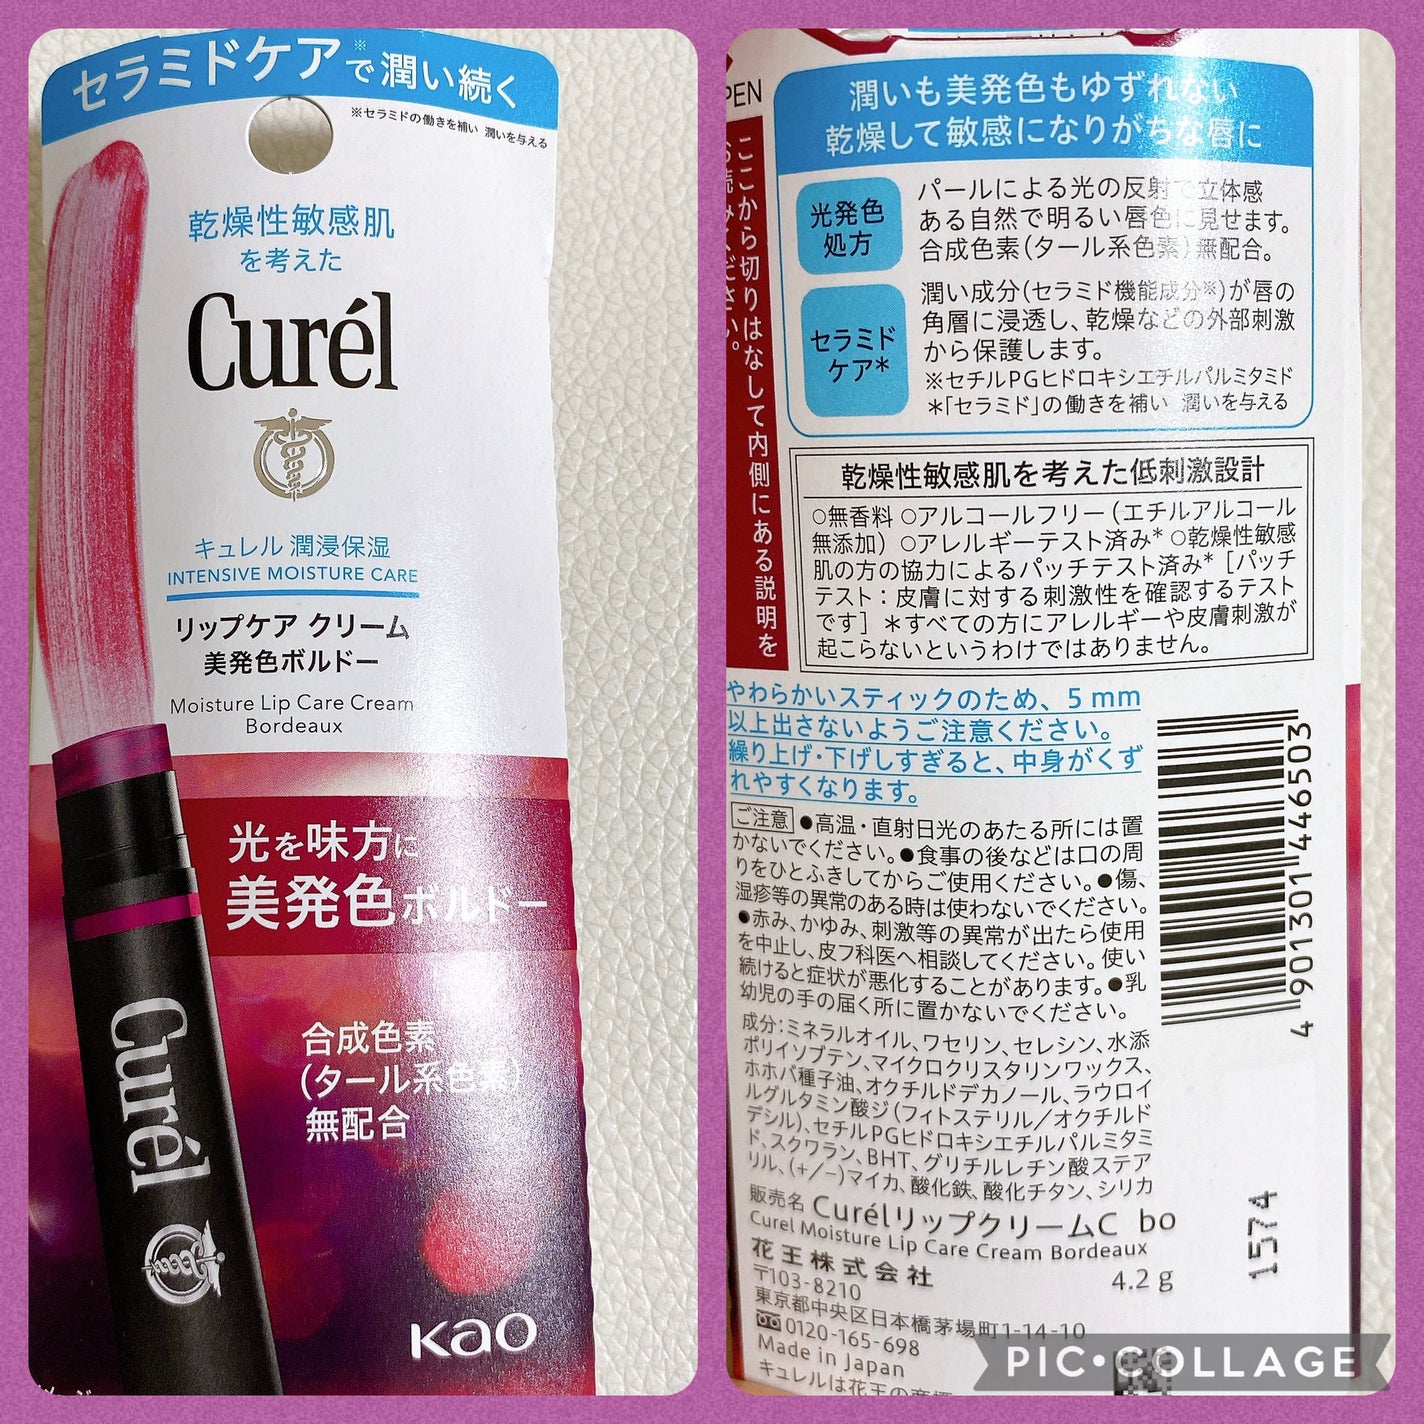 セラミドケア※で潤い続く
※セラミドの働きを補い 潤いを与える
乾燥性敏感肌
を考えた
Curél
キュレル 潤浸保湿
INTENSIVE MOISTURE CARE
リップケア クリーム
美発色ボルドー
Moisture Lip Care Cream
Bordeaux
光を味方に
美発色ボルドー
合成色素
(タール系色素)
無配合
Curél
Kao
PEN
ここから切りはなして内側にある説明を
お読みください。
潤いも美発色もゆずれない
乾燥して敏感になりがちな唇に
光発色
処方
パールによる光の反射で立体感
ある自然で明るい唇色に見せます。
合成色素(タール系色素)無配合。
セラミド
ケア*
潤い成分(セラミド機能成分※)が唇の
角層に浸透し、乾燥などの外部刺激
から保護します。
※セチルPGヒドロキシエチルパルミタミド
*「セラミド」の働きを補い 潤いを与える
乾燥性敏感肌を考えた低刺激設計
○無香料 ○アルコールフリー(エチルアルコール
無添加) ○アレルギーテスト済み* ○乾燥性敏感
肌の方の協力によるパッチテスト済み* [パッチ
テスト：皮膚に対する刺激性を確認するテスト
です] *すべての方にアレルギーや皮膚刺激が
起こらないというわけではありません。
やわらかいスティックのため、5mm
以上出さないようご注意ください。
繰り上げ・下げしすぎると、中身がくず
れやすくなります。
ご注意 ●高温・直射日光のあたる所には置
かないでください。●食事の後などは口の周
りをひとふきしてからご使用ください。●傷、
湿疹等の異常のある時は使わないでください。
●赤み、かゆみ、刺激等の異常が出たら使用
を中止し、皮フ科医へ相談してください。使い
続けると症状が悪化することがあります。●乳
幼児の手の届く所に置かないでください。
成分：ミネラルオイル、ワセリン、セレシン、水添
ポリイソブテン、マイクロクリスタリンワックス、
ホホバ種子油、オクチルドデカノール、ラウロイ
ルグルタミン酸ジ(フィトステリル／オクチルド
デシル)、セチルPGヒドロキシエチルパルミタミ
ド、スクワラン、BHT、グリチルレチン酸ステア
リル、(+/−)マイカ、酸化鉄、酸化チタン、シリカ
販売名 CurélリップクリームC bo
Curel Moisture Lip Care Cream Bordeaux
花王株式会社
4.2 g
〒103-8210
東京都中央区日本橋茅場町1-14-10
0120-165-698
Made in Japan
キュレルは花王の商標
4 901301 446503
1574
PIC•COLLAGE